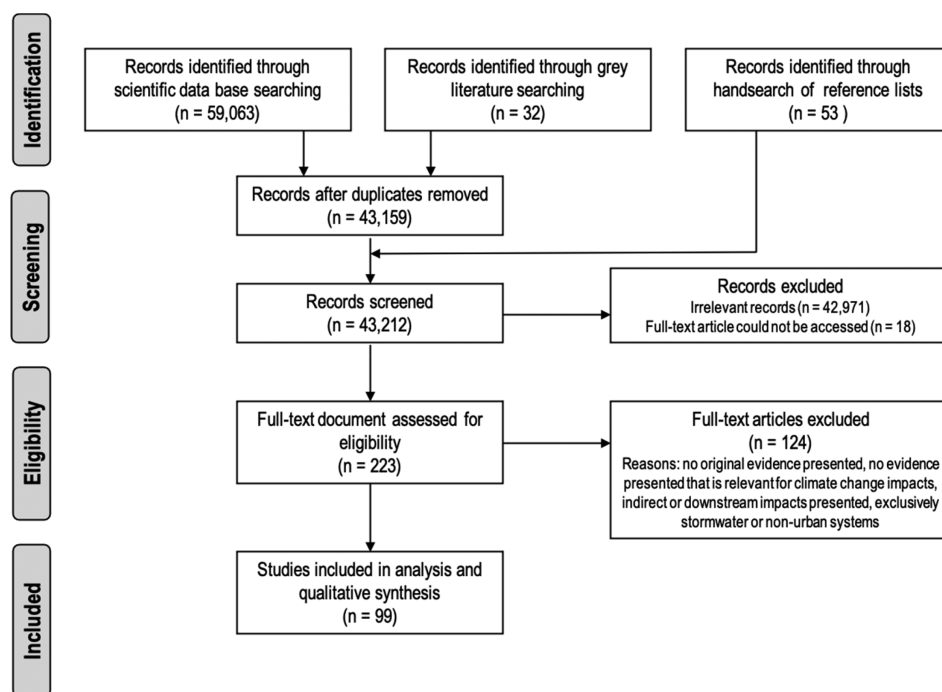 Identification
Records identified through
scientific data base searching
(n = 59,063)
Records identified through grey
literature searching
(n = 32)
Records identified through
handsearch of reference lists
(n = 53 )
Screening
Records after duplicates removed
(n = 43,159)
Records screened
(n = 43,212)
Records excluded
Irrelevant records (n = 42,971)
Full-text article could not be accessed (n = 18)
Eligibility
Full-text document assessed for
eligibility
(n = 223)
Full-text articles excluded
(n = 124)
Reasons: no original evidence presented, no evidence
presented that is relevant for climate change impacts,
indirect or downstream impacts presented, exclusively
stormwater or non-urban systems
Included
Studies included in analysis and
qualitative synthesis
(n = 99)